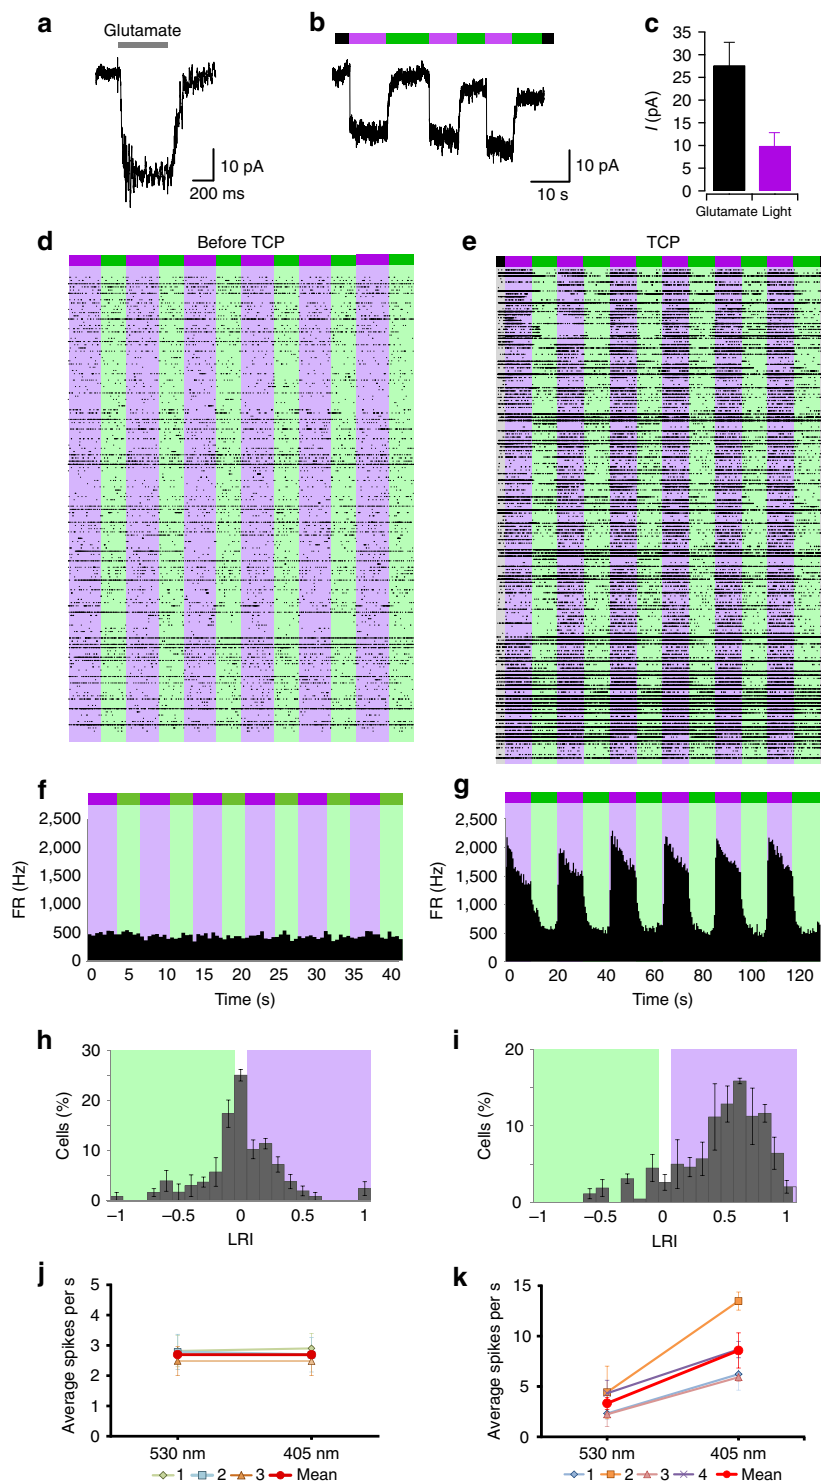 a
Glutamate
10 pA
200 ms
b
10 pA
10 s
c
I (pA)
35
30
25
20
15
10
5
0
Glutamate Light
d
Before TCP
e
TCP
f
FR (Hz)
2,500
2,000
1,500
1,000
500
0
0 5 10 15 20 25 30 35 40
Time (s)
g
FR (Hz)
2,500
2,000
1,500
1,000
500
0
0 20 40 60 80 100 120
Time (s)
h
Cells (%)
30
20
10
0
−1 −0.5 0 0.5 1
LRI
i
Cells (%)
20
10
0
−1 −0.5 0 0.5 1
LRI
j
Average spikes per s
5
4
3
2
1
0
530 nm 405 nm
1 2 3 Mean
k
Average spikes per s
15
10
5
0
530 nm 405 nm
1 2 3 4 Mean